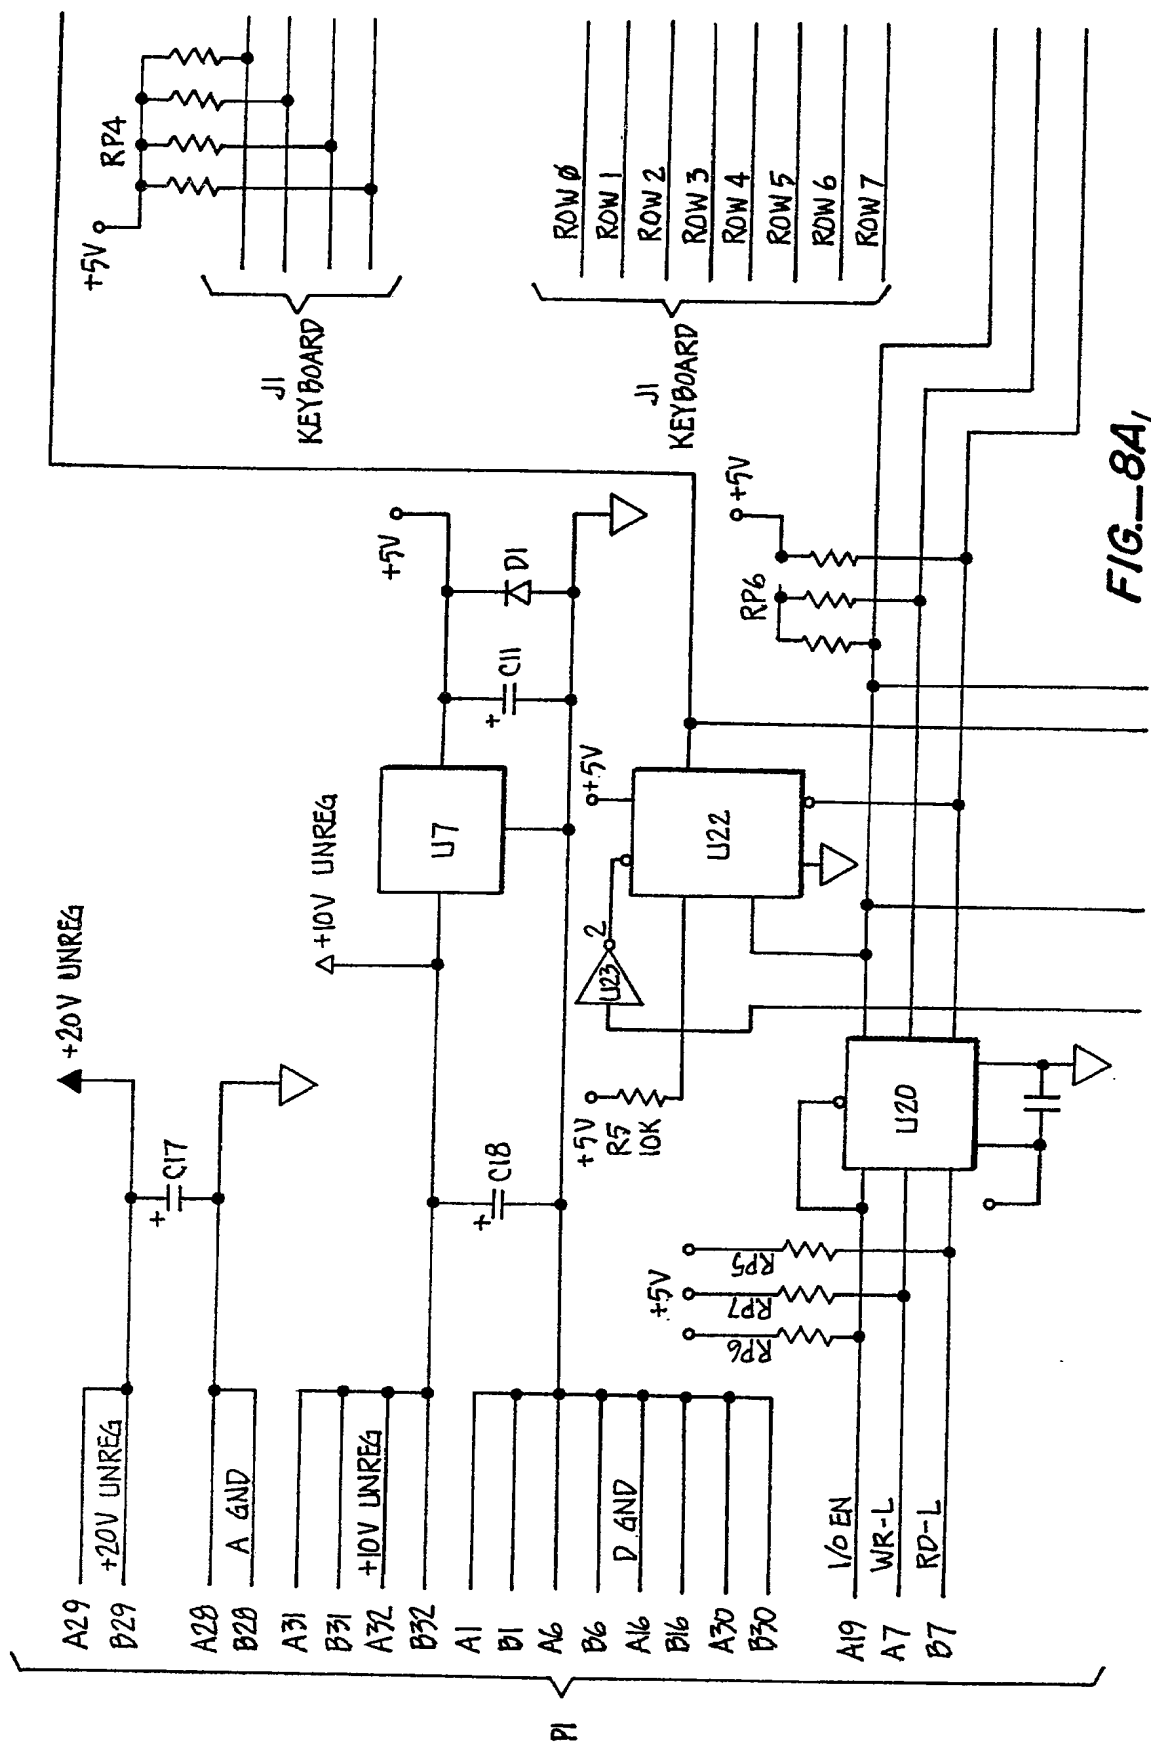 P1
A29
+20V UNREG
B29
A28
A GND
B28
A31
B31
+10V UNREG
A32
B32
A1
B1
A6
B6
D GND
A16
B16
A30
B30
A19
I/O EN
A7
WR-L
B7
RD-L
+20V UNREG
+
C17
+
C18
+10V UNREG
U7
+
C11
D1
+5V
+5V
RP6
RP7
RP5
+5V
R5
10K
U23
2
+5V
U22
U20
RP6
+5V
+5V
RP4
J1
KEYBOARD
J1
KEYBOARD
ROW 0
ROW 1
ROW 2
ROW 3
ROW 4
ROW 5
ROW 6
ROW 7
FIG.—8A,